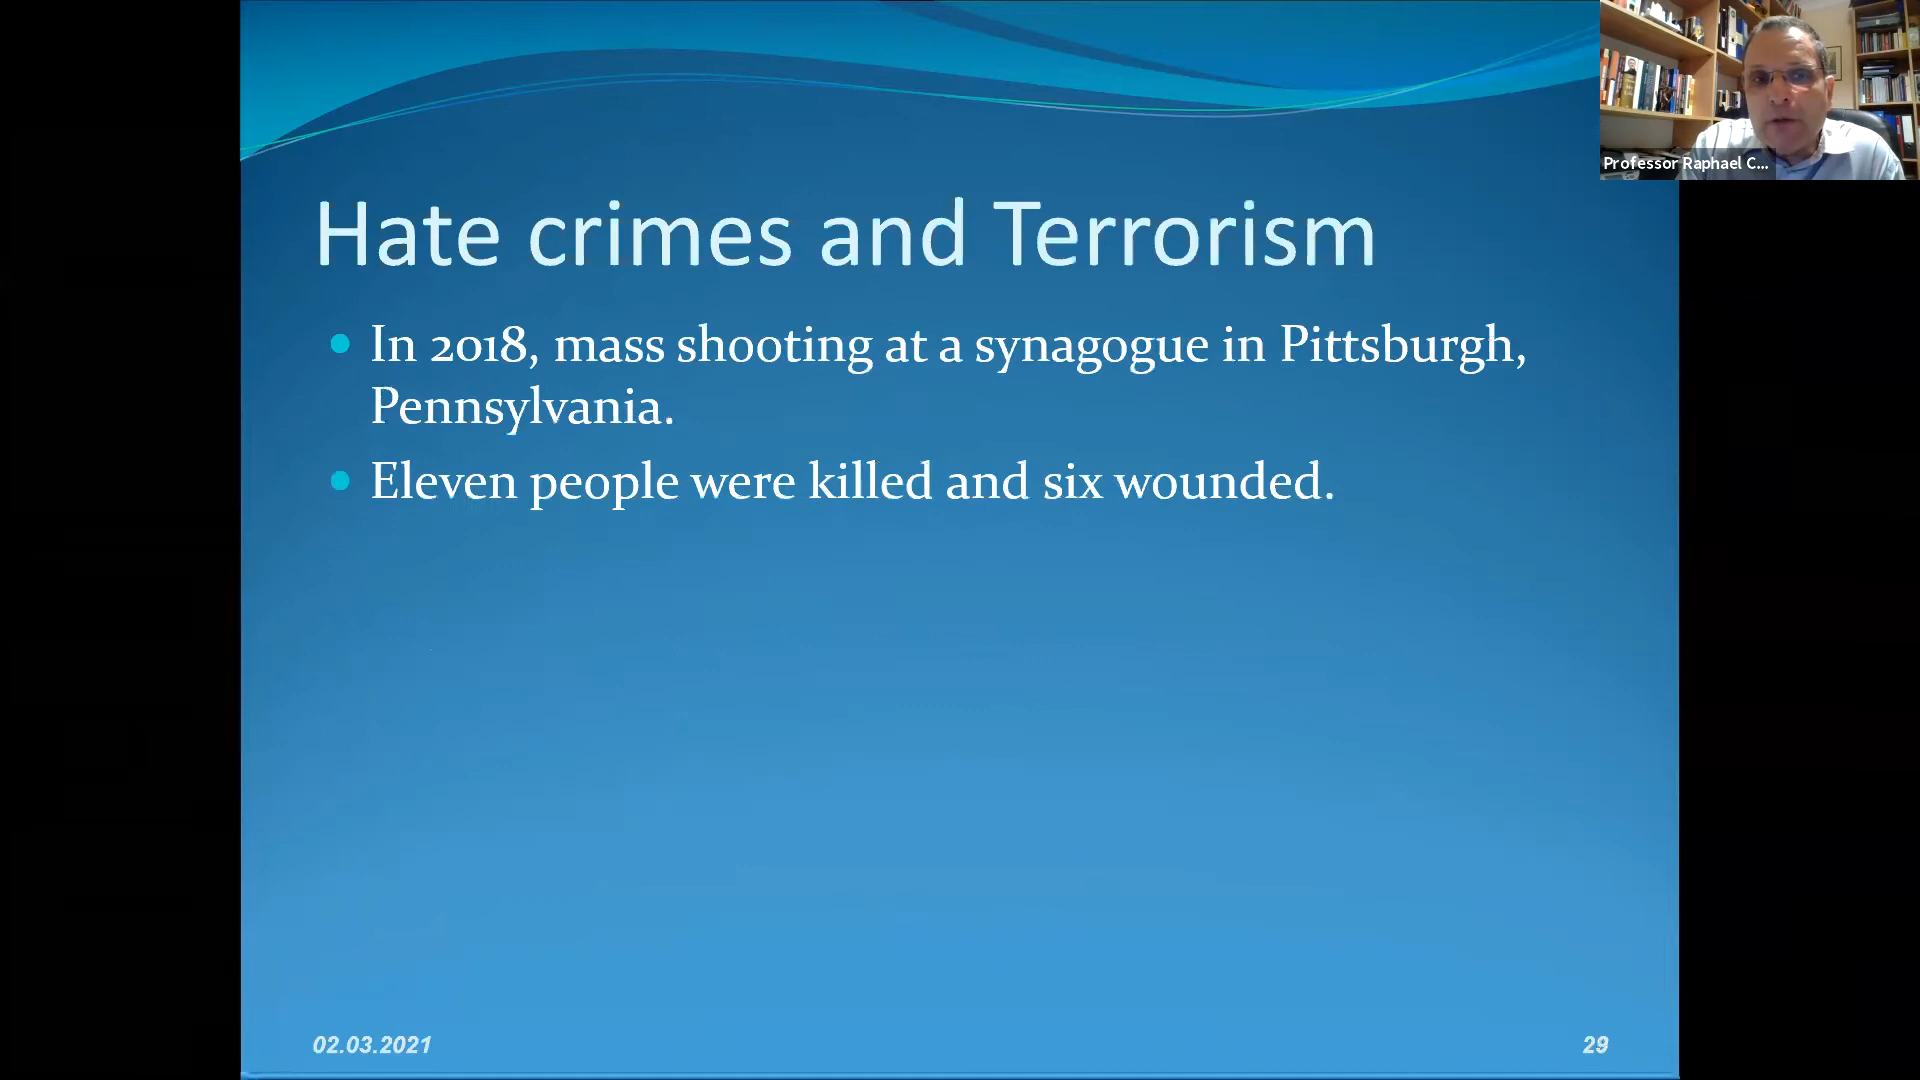 Professor Raphael C...
Hate crimes and Terrorism
In 2018, mass shooting at a synagogue in Pittsburgh,
Pennsylvania.
Eleven people were killed and six wounded.
02.03.2021
29